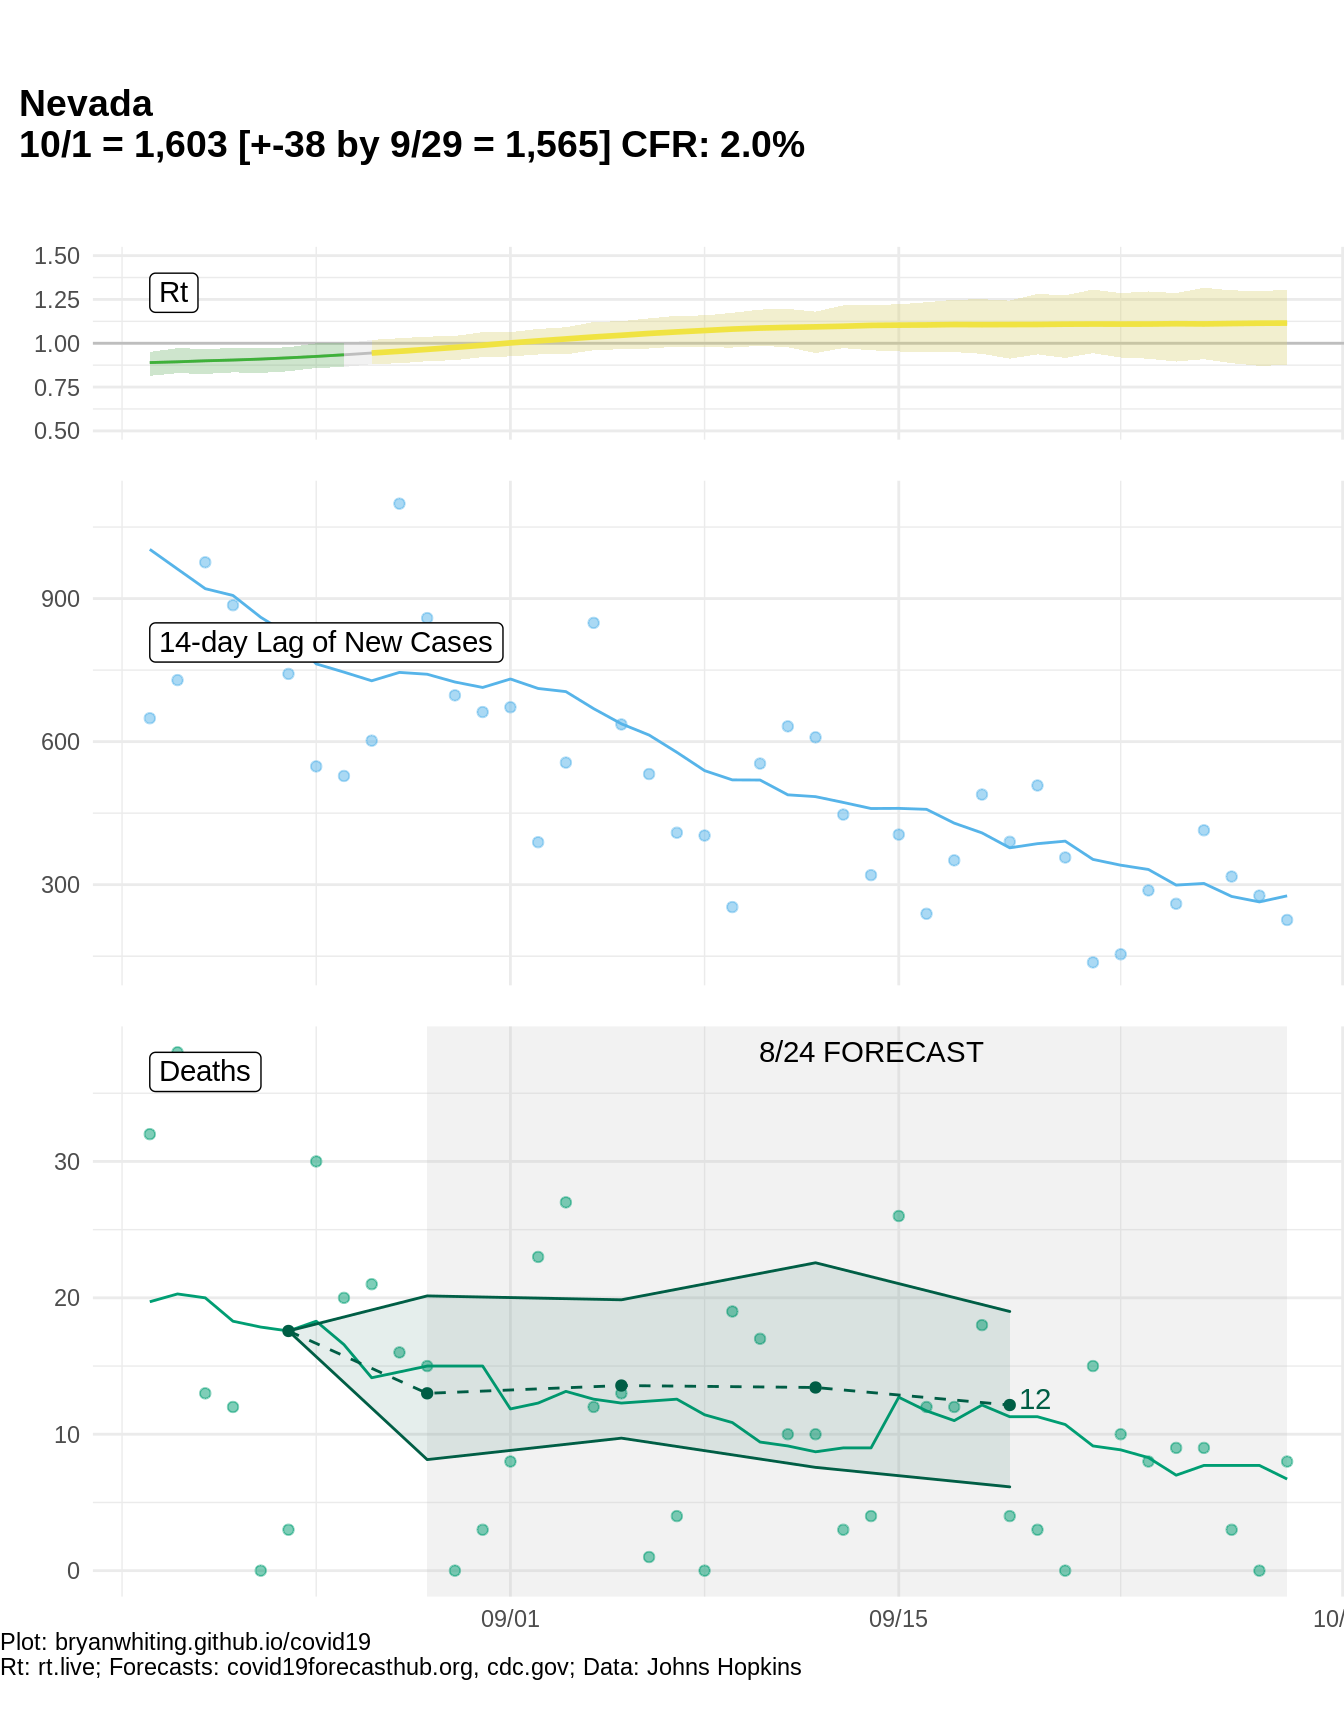 Nevada
10/1 = 1,603 [+-38 by 9/29 = 1,565] CFR: 2.0%
1.50
Rt
1.25
1.00
0.75
0.50
900
14-day Lag of New Cases
600
300
8/24 FORECAST
Deaths
30
20
12
10
0
09/01 09/15 10/
Plot: bryanwhiting.github.io/covid19
Rt: rt.live; Forecasts: covid19forecasthub.org, cdc.gov; Data: Johns Hopkins